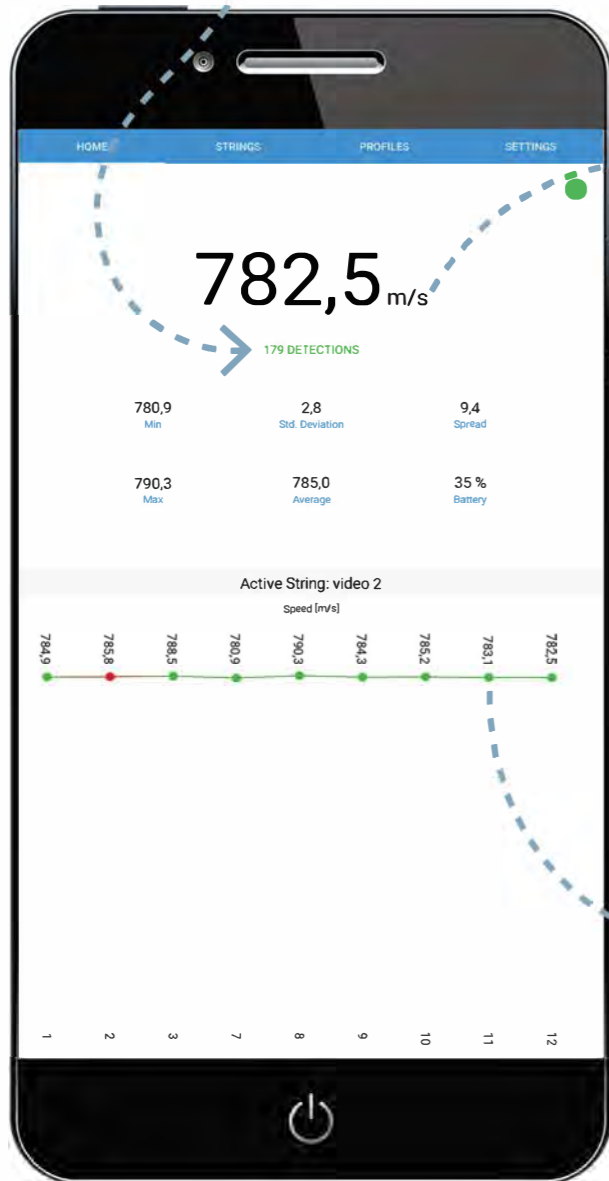 HOME STRINGS PROFILES SETTINGS
782,5 m/s
179 DETECTIONS
780,9 2,8 9,4
Min Std. Deviation Spread
790,3 785,0 35 %
Max Average Battery
Active String: video 2
Speed [m/s]
784,9 785,8 788,5 780,9 790,3 784,3 785,2 783,1 782,5
1 2 3 7 8 9 10 11 12